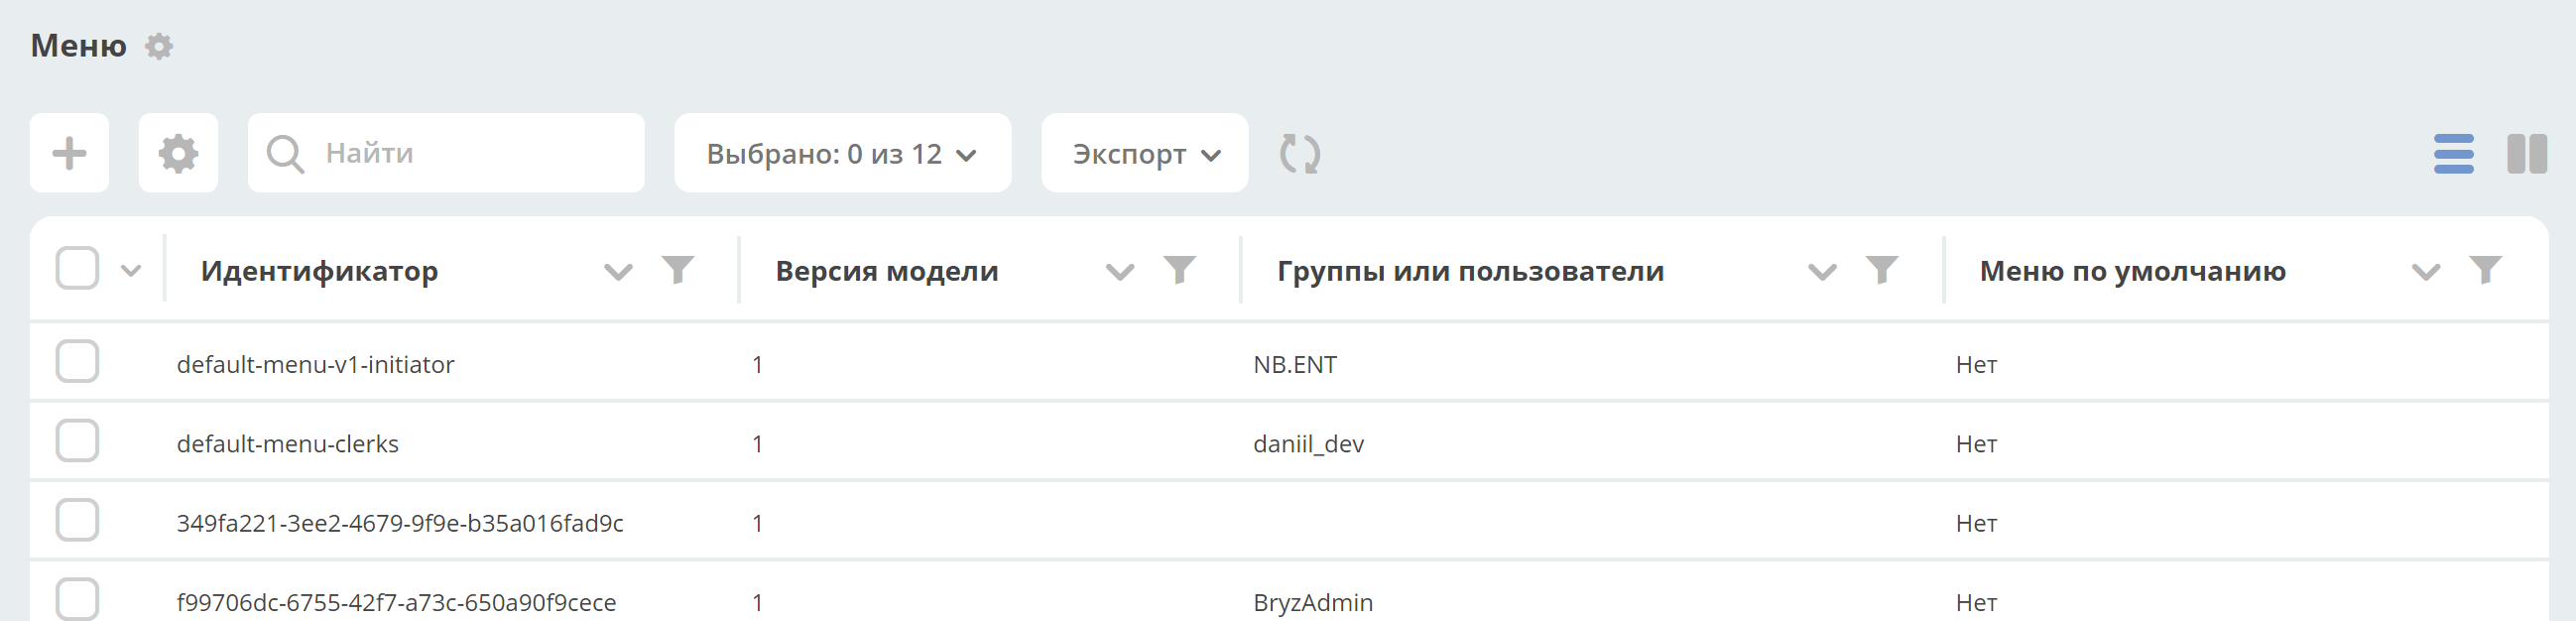 Меню
Найти Выбрано: 0 из 12 Экспорт
Идентификатор Версия модели Группы или пользователи Меню по умолчанию
default-menu-v1-initiator 1 NB.ENT Нет
default-menu-clerks 1 daniil_dev Нет
349fa221-3ee2-4679-9f9e-b35a016fad9c 1 Нет
f99706dc-6755-42f7-a73c-650a90f9cece 1 BryzAdmin Нет